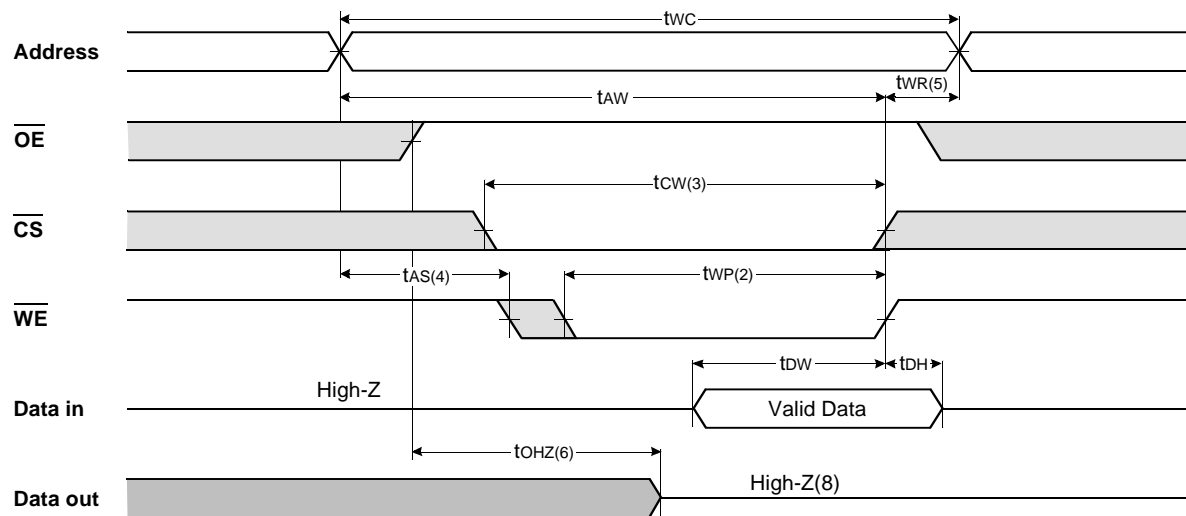 tWC
Address
tWR(5)
tAW
OE
tCW(3)
CS
tAS(4)
tWP(2)
WE
tDW
tDH
High-Z
Data in
Valid Data
tOHZ(6)
High-Z(8)
Data out